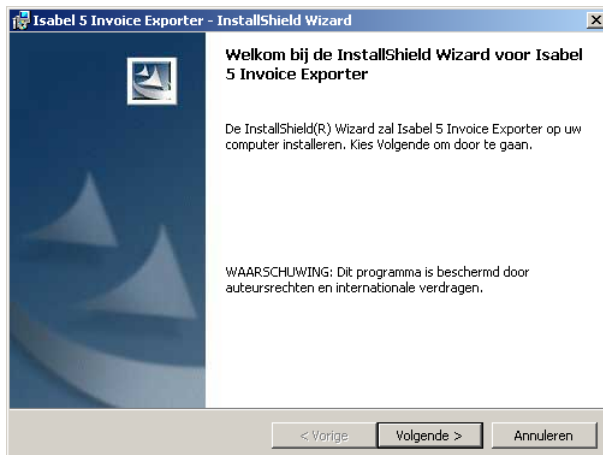 Isabel 5 Invoice Exporter - InstallShield Wizard
Welkom bij de InstallShield Wizard voor Isabel
5 Invoice Exporter
De InstallShield(R) Wizard zal Isabel 5 Invoice Exporter op uw
computer installeren. Kies Volgende om door te gaan.
WAARSCHUWING: Dit programma is beschermd door
auteursrechten en internationale verdragen.
< Vorige
Volgende >
Annuleren